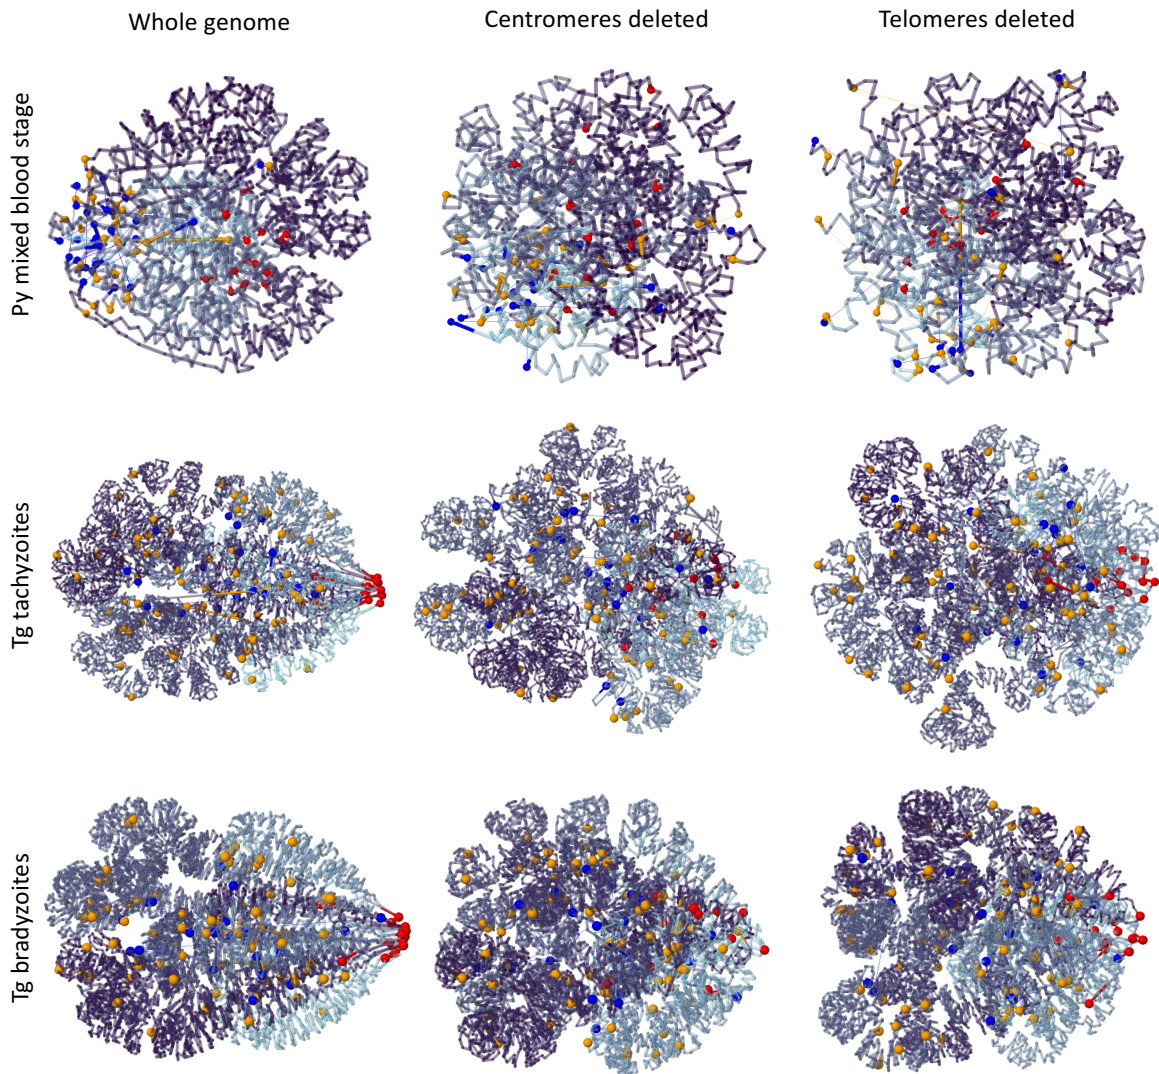 Whole genome
Centromeres deleted
Telomeres deleted
Py mixed blood stage
Tg tachyzoites
Tg bradyzoites